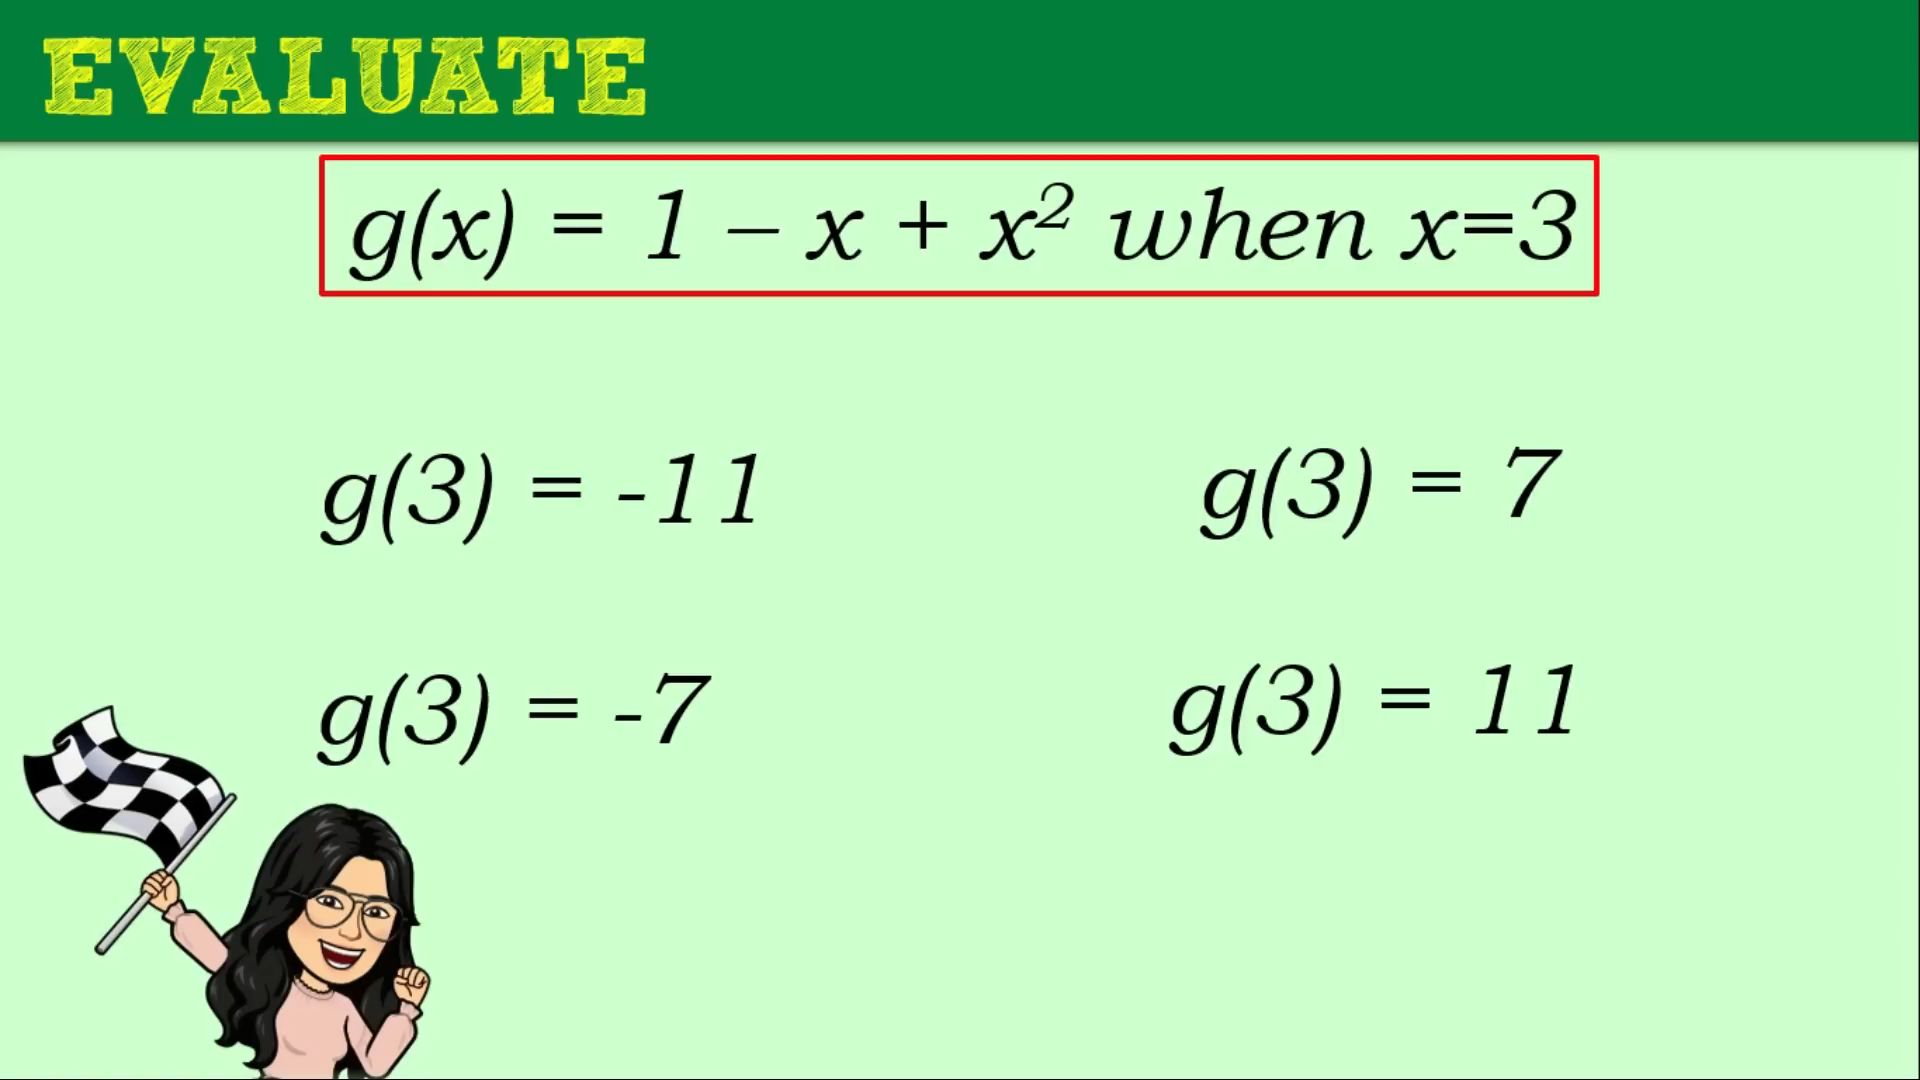 EVALUATE
g(x) = 1 – x + x² when x=3
g(3) = -11
g(3) = 7
g(3) = -7
g(3) = 11